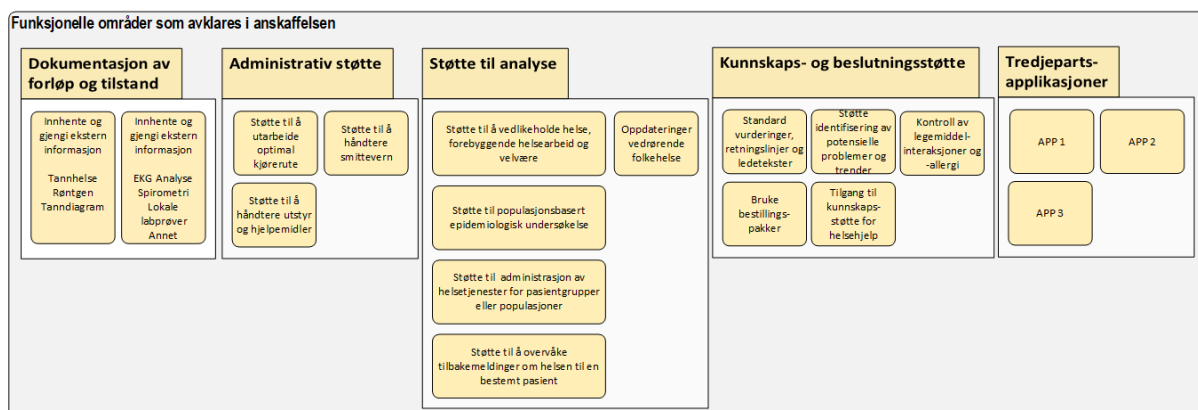 Funksjonelle områder som avklares i anskaffelsen
Dokumentasjon av
forløp og tilstand
Innhente og
gjengi ekstern
informasjon
Tannhelse
Røntgen
Tanndiagram
Innhente og
gjengi ekstern
informasjon
EKG Analyse
Spirometri
Lokale
labprøver
Annet
Administrativ støtte
Støtte til å
utarbeide
optimal
kjørerute
Støtte til å
håndtere
smittevern
Støtte til å
håndtere utstyr
og hjelpemidler
Støtte til analyse
Støtte til å vedlikeholde helse,
forebyggende helsearbeid og
velvære
Oppdateringer
vedrørende
folkehelse
Støtte til populasjonsbasert
epidemiologisk undersøkelse
Støtte til administrasjon av
helsetjenester for pasientgrupper
eller populasjoner
Støtte til å overvåke
tilbakemeldinger om helsen til en
bestemt pasient
Kunnskaps- og beslutningsstøtte
Standard
vurderinger,
retningslinjer og
ledetekster
Støtte
identifisering av
potensielle
problemer og
trender
Kontroll av
legemiddel-
interaksjoner og
-allergi
Bruke
bestillings-
pakker
Tilgang til
kunnskaps-
støtte for
helsehjelp
Tredjeparts-
applikasjoner
APP 1
APP 2
APP 3